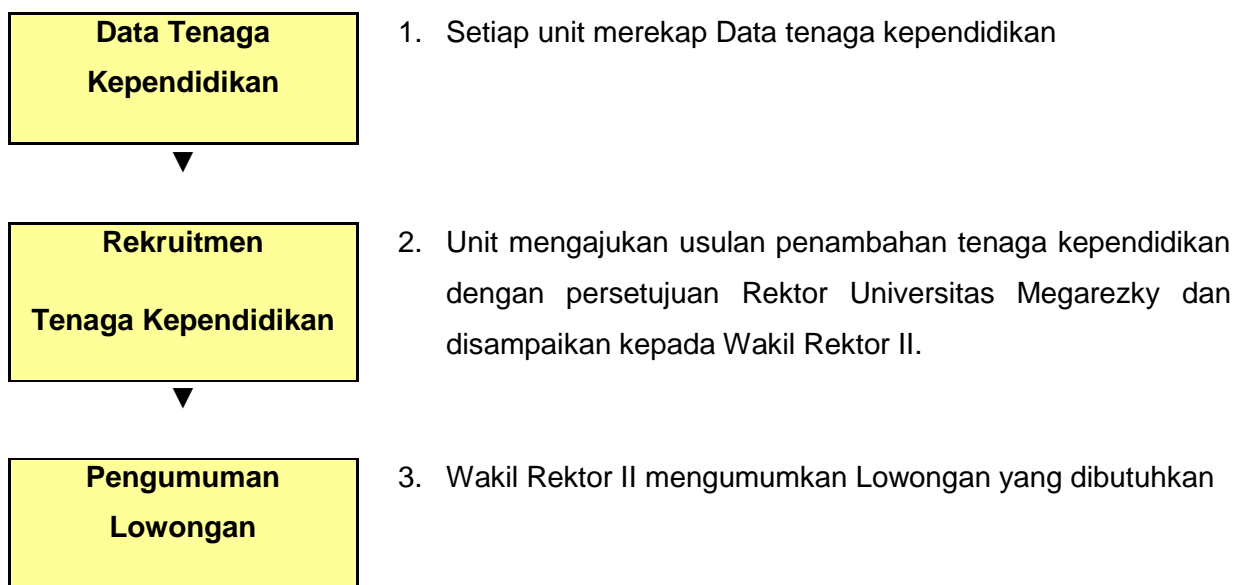 Data Tenaga
Kependidikan
1. Setiap unit merekap Data tenaga kependidikan
▼
Rekruitmen
Tenaga Kependidikan
2. Unit mengajukan usulan penambahan tenaga kependidikan
dengan persetujuan Rektor Universitas Megarezky dan
disampaikan kepada Wakil Rektor II.
▼
Pengumuman
Lowongan
3. Wakil Rektor II mengumumkan Lowongan yang dibutuhkan